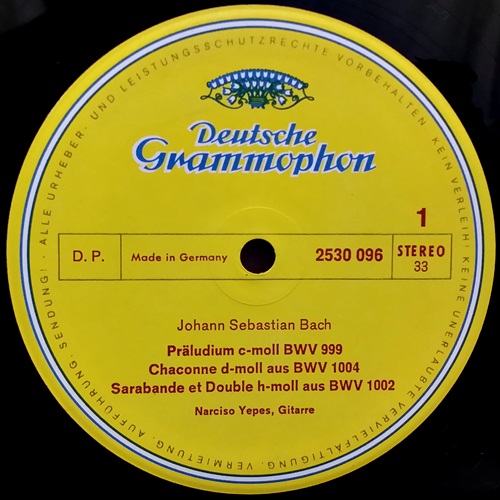 ALLE URHEBER- UND LEISTUNGSSCHUTZRECHTE VORBEHALTEN · KEIN VERLEIH! · KEINE UNERLAUBTE VERVIELFÄLTIGUNG, VERMIETUNG, AUFFÜHRUNG, SENDUNG! ·
Deutsche
Grammophon
1
D. P. Made in Germany 2530 096 STEREO
33
Johann Sebastian Bach
Präludium c-moll BWV 999
Chaconne d-moll aus BWV 1004
Sarabande et Double h-moll aus BWV 1002
Narciso Yepes, Gitarre